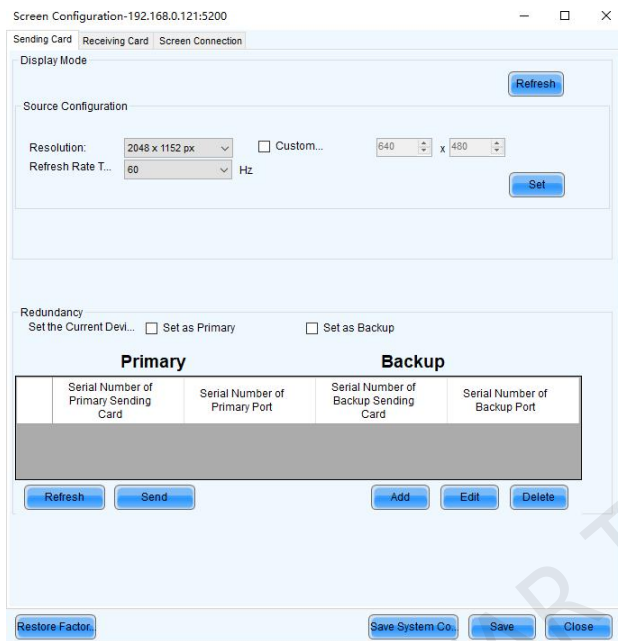 Screen Configuration-192.168.0.121:5200
Sending Card Receiving Card Screen Connection
Display Mode
Refresh
Source Configuration
Resolution: 2048 x 1152 px Custom... 640 x 480
Refresh Rate T... 60 Hz
Set
Redundancy
Set the Current Devi... Set as Primary Set as Backup
Primary Backup
Serial Number of Primary Sending Card Serial Number of Primary Port Serial Number of Backup Sending Card Serial Number of Backup Port
Refresh Send Add Edit Delete
Restore Factor.. Save System Co.. Save Close